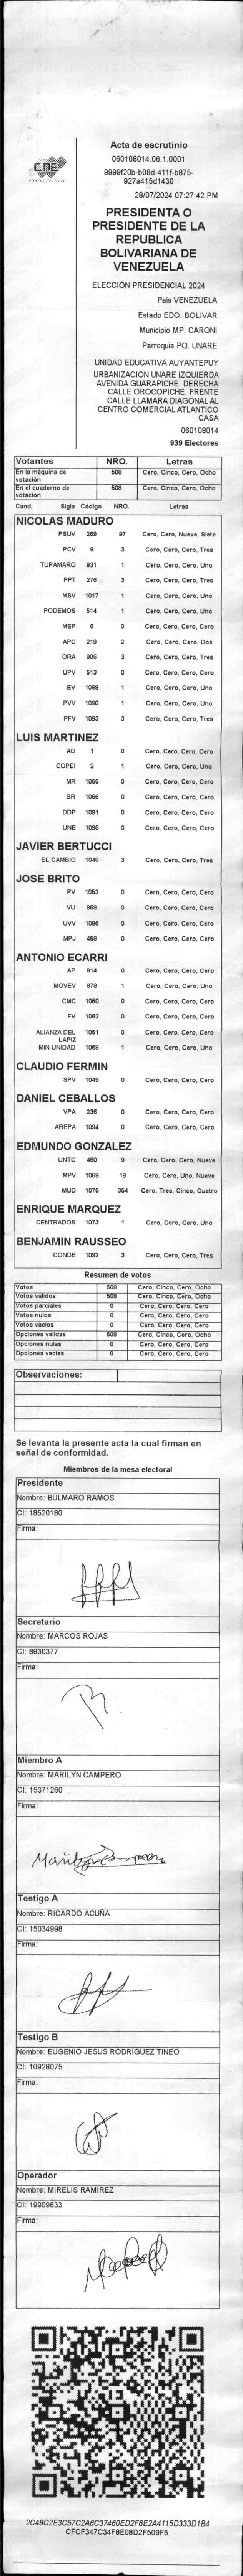 CNE
Acta de escrutinio
060108014.06.1.0001
9999f20b-b08d-411f-b875-
927a415d1430
28/07/2024 07:27:42 PM
PRESIDENTA O
PRESIDENTE DE LA
REPUBLICA
BOLIVARIANA DE
VENEZUELA
ELECCIÓN PRESIDENCIAL 2024
Pais VENEZUELA
Estado EDO. BOLIVAR
Municipio MP. CARONI
Parroquia PQ. UNARE
UNIDAD EDUCATIVA AUYANTEPUY
URBANIZACION UNARE IZQUIERDA
AVENIDA GUARAPICHE. DERECHA
CALLE OROCOPICHE. FRENTE
CALLE LLAMARA DIAGONAL AL
CENTRO COMERCIAL ATLANTICO
CASA
060108014
939 Electores
Votantes NRO. Letras
En la máquina de votación 508 Cero, Cinco, Cero, Ocho
En el cuaderno de votación 508 Cero, Cinco, Cero, Ocho
Cand. Sigla Código NRO. Letras
NICOLAS MADURO
PSUV 269 97 Cero, Cero, Nueve, Siete
PCV 9 3 Cero, Cero, Cero, Tres
TUPAMARO 931 1 Cero, Cero, Cero, Uno
PPT 276 3 Cero, Cero, Cero, Tres
MSV 1017 1 Cero, Cero, Cero, Uno
PODEMOS 514 1 Cero, Cero, Cero, Uno
MEP 6 0 Cero, Cero, Cero, Cero
APC 219 2 Cero, Cero, Cero, Dos
ORA 906 3 Cero, Cero, Cero, Tres
UPV 513 0 Cero, Cero, Cero, Cero
EV 1089 1 Cero, Cero, Cero, Uno
PVV 1090 1 Cero, Cero, Cero, Uno
PFV 1093 3 Cero, Cero, Cero, Tres
LUIS MARTINEZ
AD 1 0 Cero, Cero, Cero, Cero
COPEI 2 1 Cero, Cero, Cero, Uno
MR 1065 0 Cero, Cero, Cero, Cero
BR 1066 0 Cero, Cero, Cero, Cero
DDP 1091 0 Cero, Cero, Cero, Cero
UNE 1095 0 Cero, Cero, Cero, Cero
JAVIER BERTUCCI
EL CAMBIO 1048 3 Cero, Cero, Cero, Tres
JOSE BRITO
PV 1053 0 Cero, Cero, Cero, Cero
VU 868 0 Cero, Cero, Cero, Cero
UVV 1096 0 Cero, Cero, Cero, Cero
MPJ 458 0 Cero, Cero, Cero, Cero
ANTONIO ECARRI
AP 814 0 Cero, Cero, Cero, Cero
MOVEV 878 1 Cero, Cero, Cero, Uno
CMC 1050 0 Cero, Cero, Cero, Cero
FV 1062 0 Cero, Cero, Cero, Cero
ALIANZA DEL LAPIZ 1051 0 Cero, Cero, Cero, Cero
MIN UNIDAD 1068 1 Cero, Cero, Cero, Uno
CLAUDIO FERMIN
SPV 1049 0 Cero, Cero, Cero, Cero
DANIEL CEBALLOS
VPA 236 0 Cero, Cero, Cero, Cero
AREPA 1094 0 Cero, Cero, Cero, Cero
EDMUNDO GONZALEZ
UNTC 460 9 Cero, Cero, Cero, Nueve
MPV 1069 19 Cero, Cero, Uno, Nueve
MUD 1075 354 Cero, Tres, Cinco, Cuatro
ENRIQUE MARQUEZ
CENTRADOS 1073 1 Cero, Cero, Cero, Uno
BENJAMIN RAUSSEO
CONDE 1092 3 Cero, Cero, Cero, Tres
Resumen de votos
Votos 508 Cero, Cinco, Cero, Ocho
Votos validos 508 Cero, Cinco, Cero, Ocho
Votos parciales 0 Cero, Cero, Cero, Cero
Votos nulos 0 Cero, Cero, Cero, Cero
Votos vacios 0 Cero, Cero, Cero, Cero
Opciones validas 508 Cero, Cinco, Cero, Ocho
Opciones nulas 0 Cero, Cero, Cero, Cero
Opciones vacias 0 Cero, Cero, Cero, Cero
Observaciones:
Se levanta la presente acta la cual firman en
señal de conformidad.
Miembros de la mesa electoral
Presidente
Nombre: BULMARO RAMOS
CI: 18520180
Firma:
Secretario
Nombre: MARCOS ROJAS
CI: 8930377
Firma:
Miembro A
Nombre: MARILYN CAMPERO
CI: 15371260
Firma:
Testigo A
Nombre: RICARDO ACUÑA
CI: 15034998
Firma:
Testigo B
Nombre: EUGENIO JESUS RODRIGUEZ TINEO
CI: 10928075
Firma:
Operador
Nombre: MIRELIS RAMIREZ
CI: 19909633
Firma:
2C48C2E3C57C2A6C37460ED2F8E2A4115D333D1B4
CFCF347C34F8E08D2F509F5